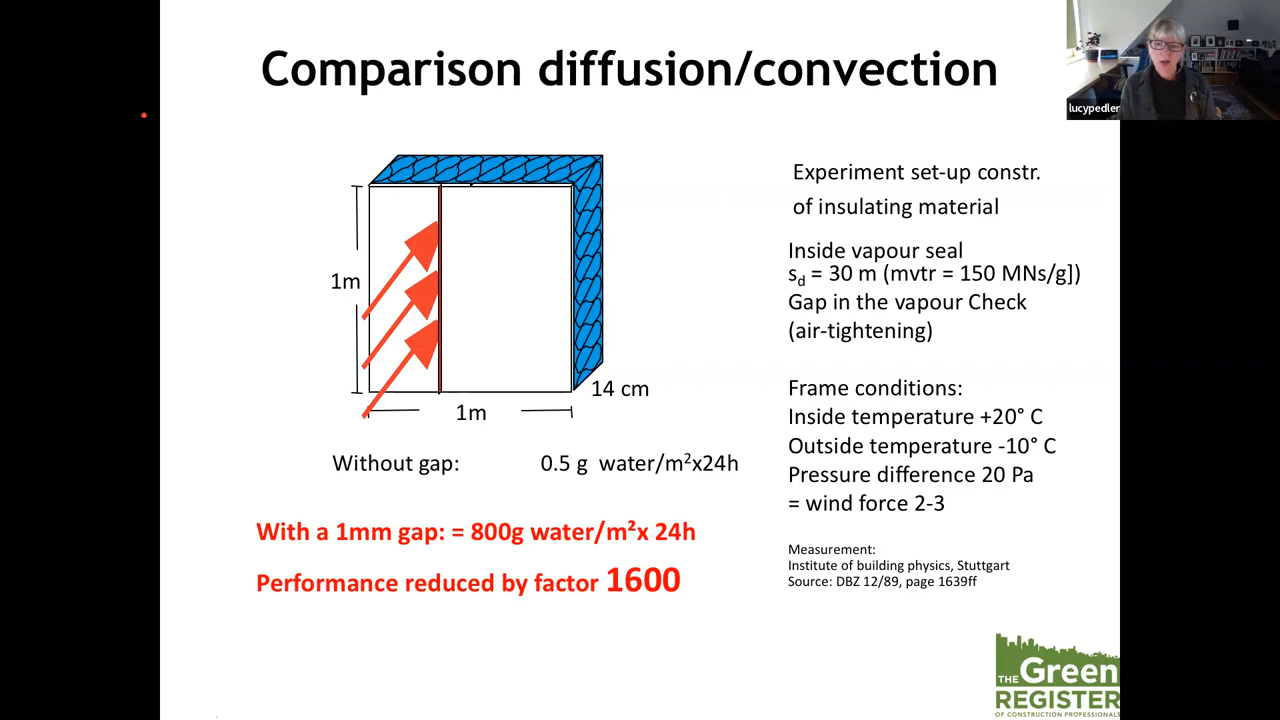 Comparison diffusion/convection
lucypedler
1m
14 cm
1m
Without gap: 0.5 g water/m²x24h
With a 1mm gap: = 800g water/m²x 24h
Performance reduced by factor 1600
Experiment set-up constr.
of insulating material
Inside vapour seal
sd = 30 m (mvtr = 150 MNs/g])
Gap in the vapour Check
(air-tightening)
Frame conditions:
Inside temperature +20° C
Outside temperature -10° C
Pressure difference 20 Pa
= wind force 2-3
Measurement:
Institute of building physics, Stuttgart
Source: DBZ 12/89, page 1639ff
THE Green
REGISTER
OF CONSTRUCTION PROFESSIONALS